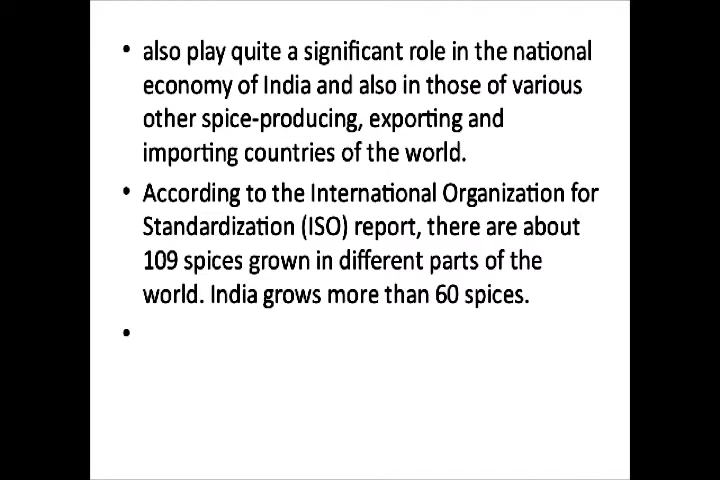 • also play quite a significant role in the national
economy of India and also in those of various
other spice-producing, exporting and
importing countries of the world.
• According to the International Organization for
Standardization (ISO) report, there are about
109 spices grown in different parts of the
world. India grows more than 60 spices.
•